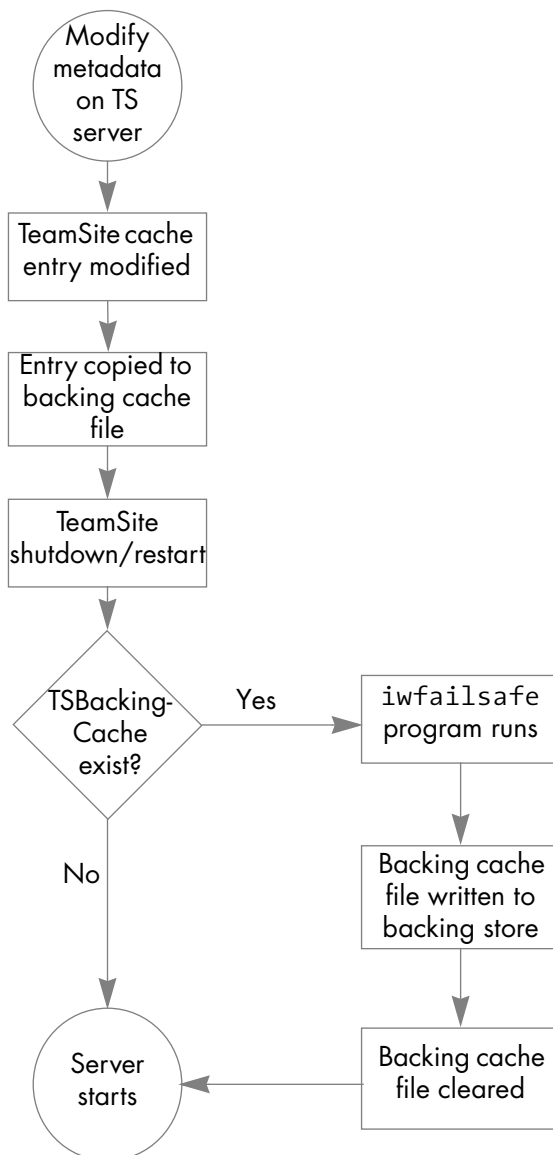 Modify
metadata
on TS
server
TeamSite cache
entry modified
Entry copied to
backing cache
file
TeamSite
shutdown/restart
TSBacking-
Cache
exist?
Yes
iwfailsafe
program runs
Backing cache
file written to
backing store
No
Backing cache
file cleared
Server
starts